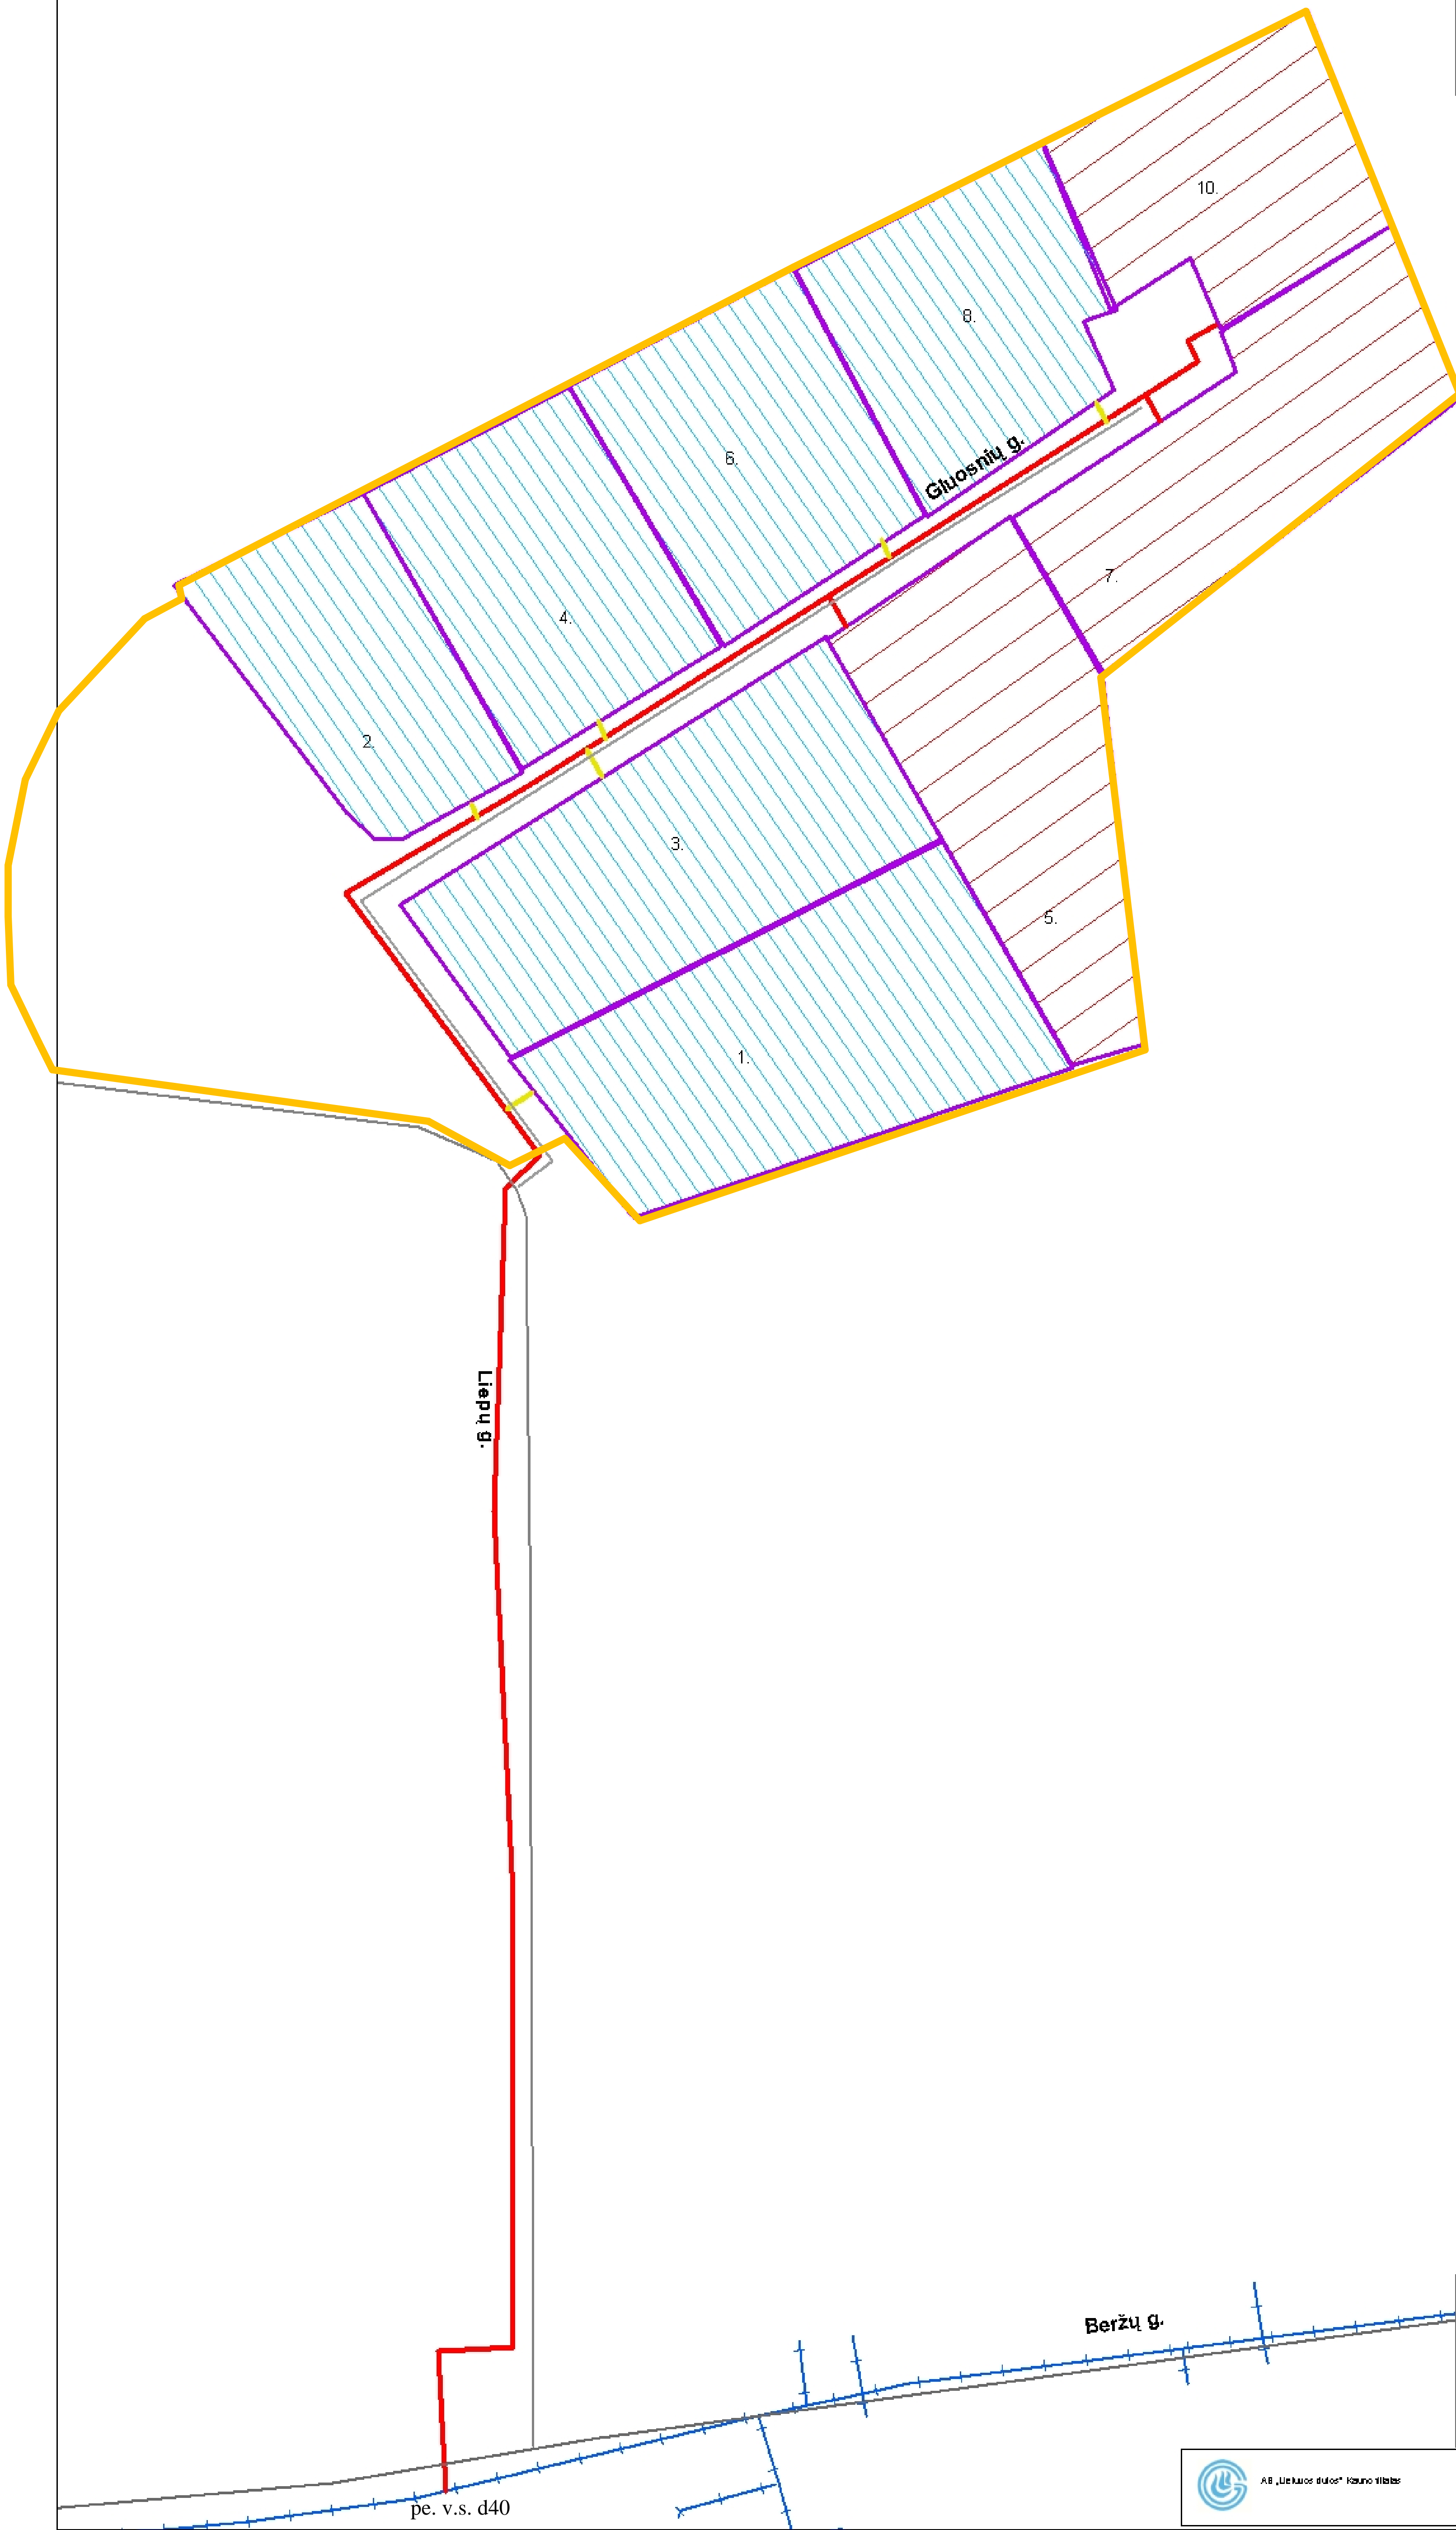 10.
8.
6.
Gluosnių g.
7.
4.
2.
3.
5.
1.
Liepų g.
Beržų g.
AB „Lietuvos dujos" Kauno filialas
pe. v.s. d40